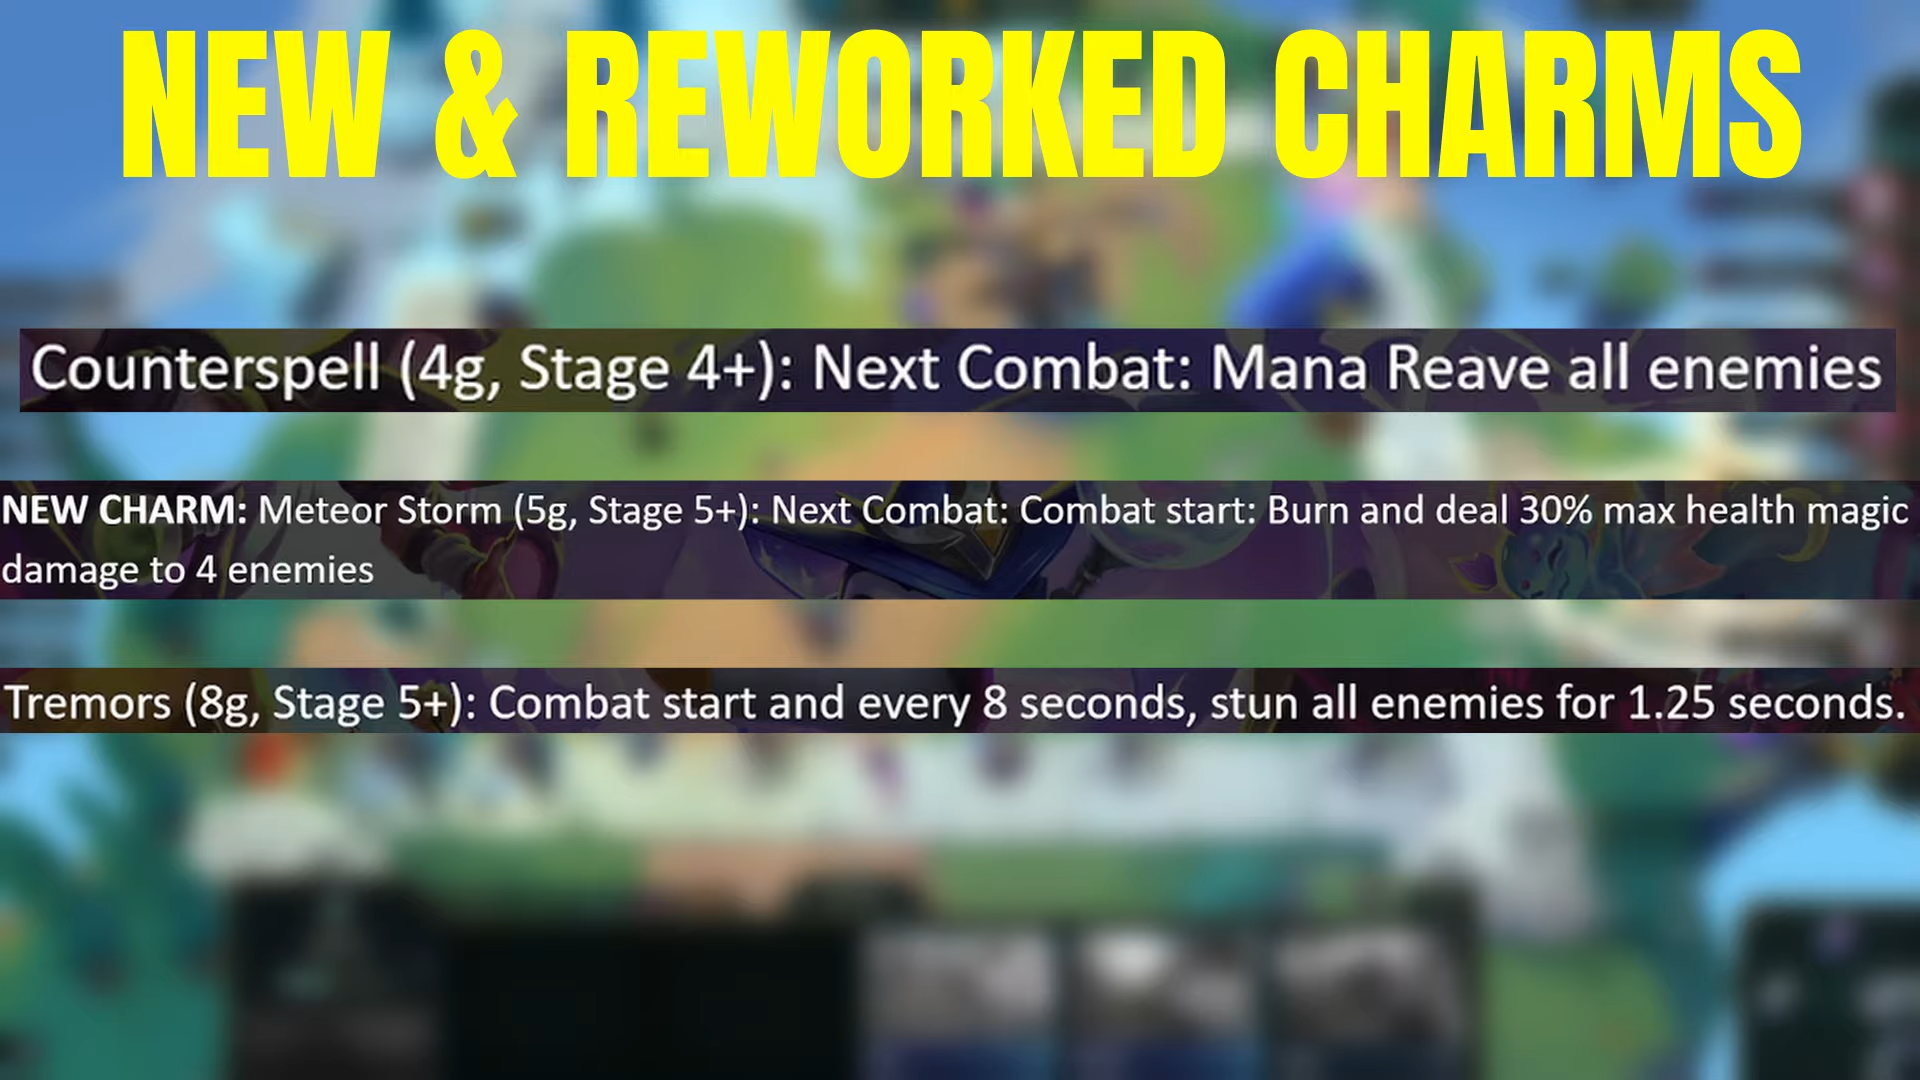 NEW & REWORKED CHARMS
Counterspell (4g, Stage 4+): Next Combat: Mana Reave all enemies
NEW CHARM: Meteor Storm (5g, Stage 5+): Next Combat: Combat start: Burn and deal 30% max health magic
damage to 4 enemies
Tremors (8g, Stage 5+): Combat start and every 8 seconds, stun all enemies for 1.25 seconds.